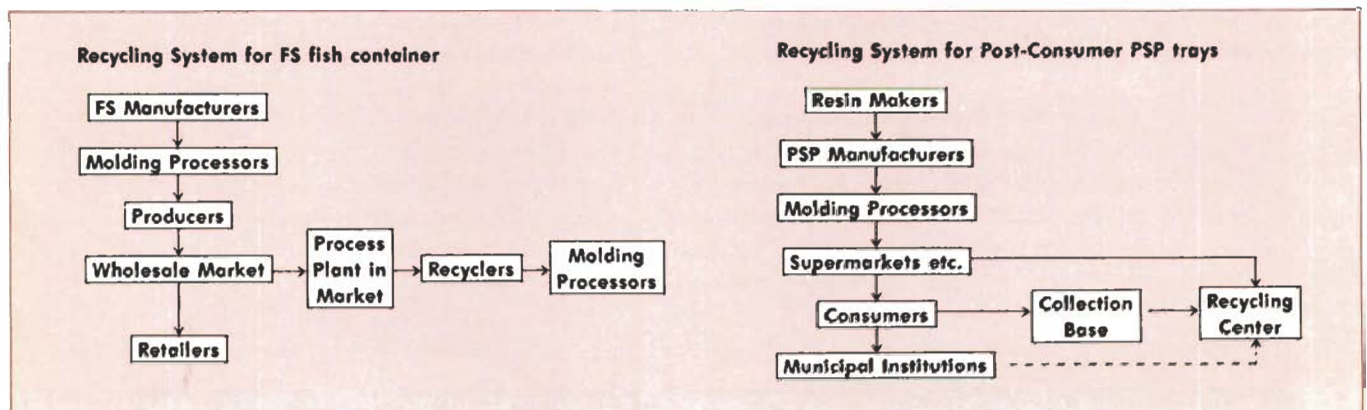 Recycling System for FS fish container
FS Manufacturers
Molding Processors
Producers
Wholesale Market
Retailers
Process
Plant in
Market
Recyclers
Molding
Processors
Recycling System for Post-Consumer PSP trays
Resin Makers
PSP Manufacturers
Molding Processors
Supermarkets etc.
Consumers
Municipal Institutions
Collection
Base
Recycling
Center